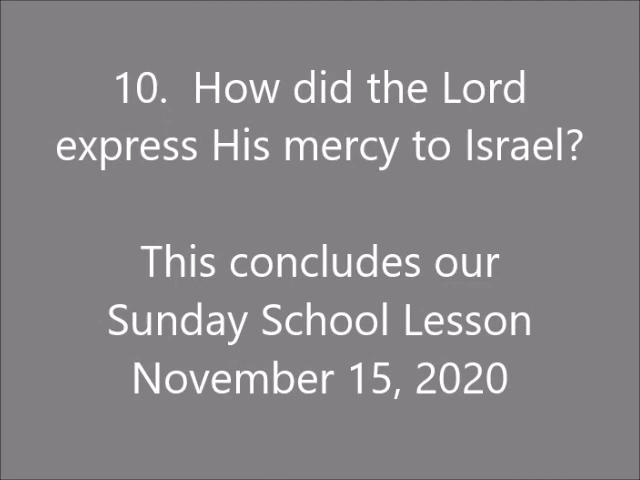 10.  How did the Lord
express His mercy to Israel?
This concludes our
Sunday School Lesson
November 15, 2020